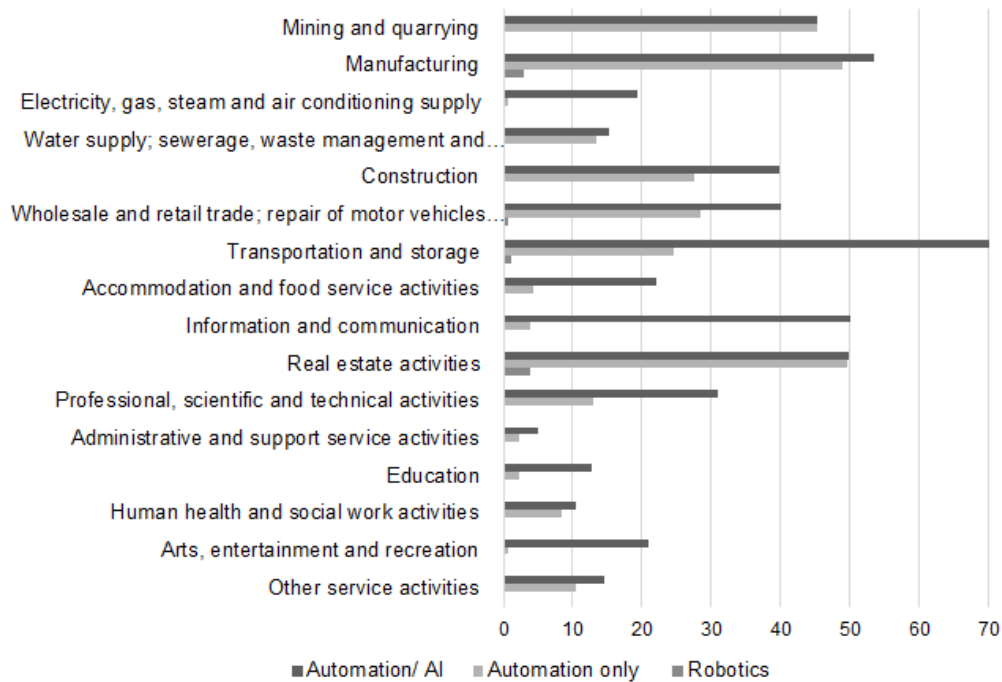 Mining and quarrying
Manufacturing
Electricity, gas, steam and air conditioning supply
Water supply; sewerage, waste management and...
Construction
Wholesale and retail trade; repair of motor vehicles...
Transportation and storage
Accommodation and food service activities
Information and communication
Real estate activities
Professional, scientific and technical activities
Administrative and support service activities
Education
Human health and social work activities
Arts, entertainment and recreation
Other service activities
0 10 20 30 40 50 60 70
Automation/ AI Automation only Robotics